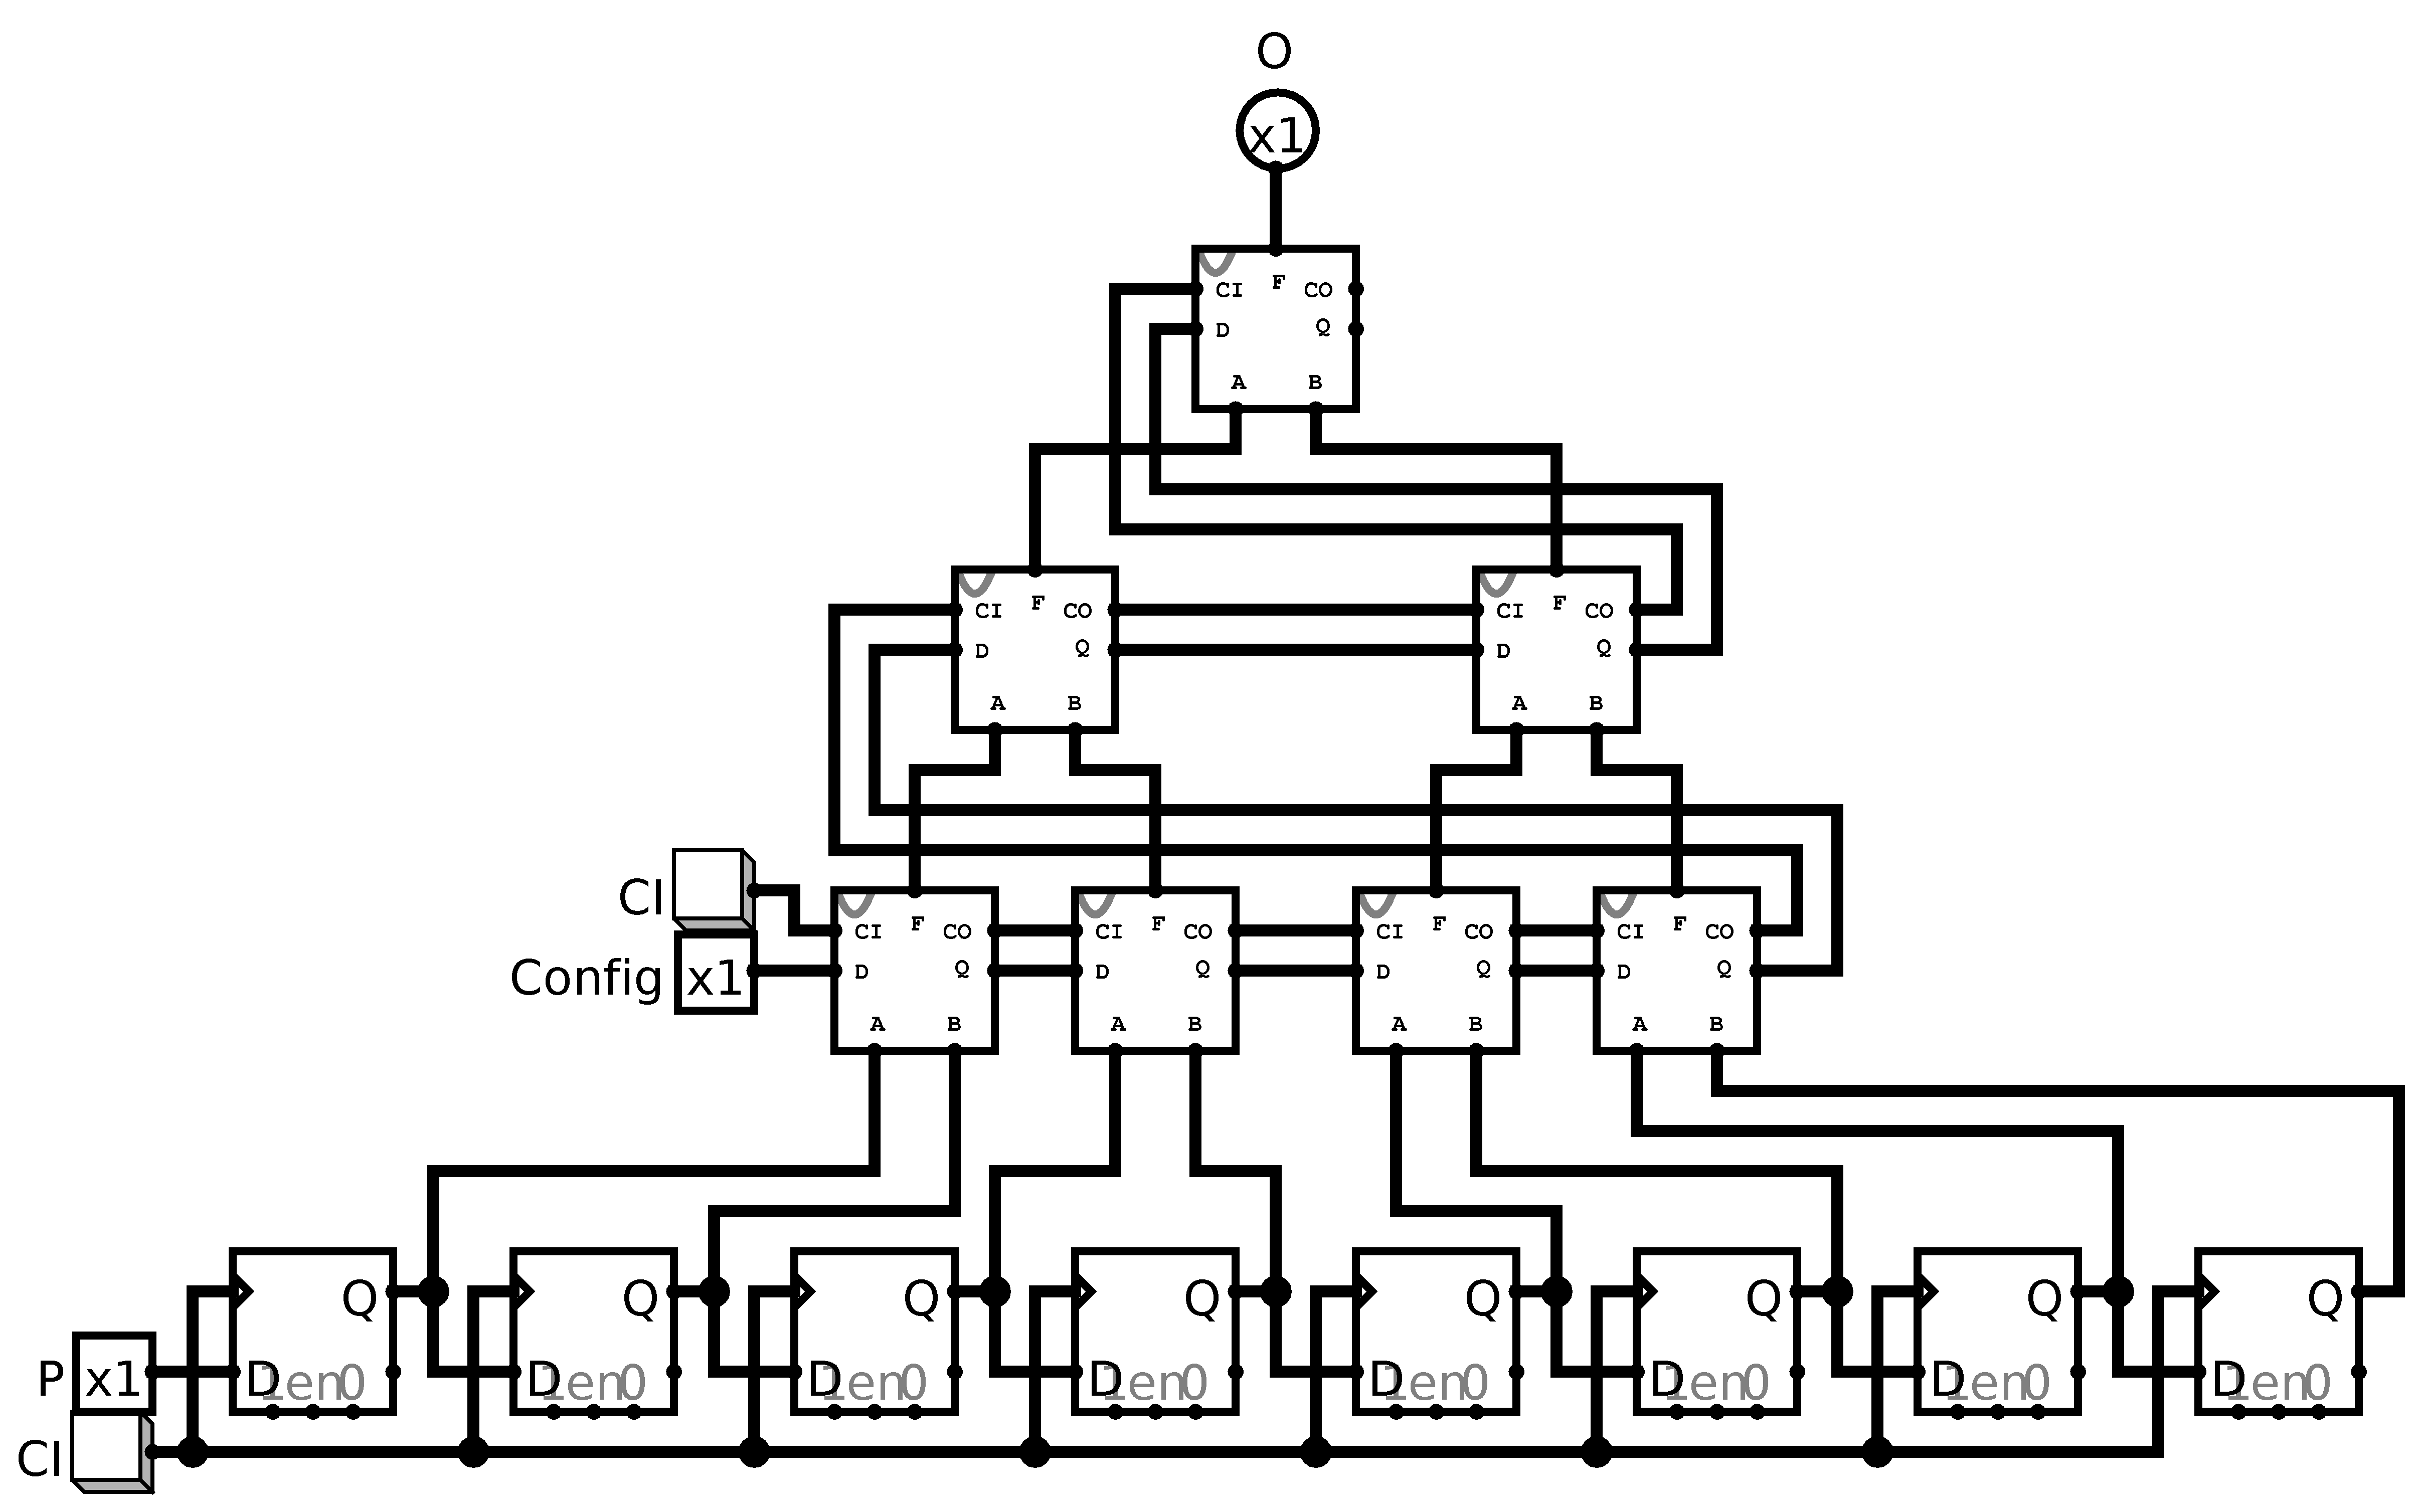 O
x1
F
CI CO
D Q
A B
F F
CI CO CI CO
D Q D Q
A B A B
CI
F F F F
CI CO CI CO CI CO CI CO
Config x1
D Q D Q D Q D Q
A B A B A B A B
Q Q Q Q Q Q Q Q
P x1
D 1en0 D 1en0 D 1en0 D 1en0 D 1en0 D 1en0 D 1en0 D 1en0
CI